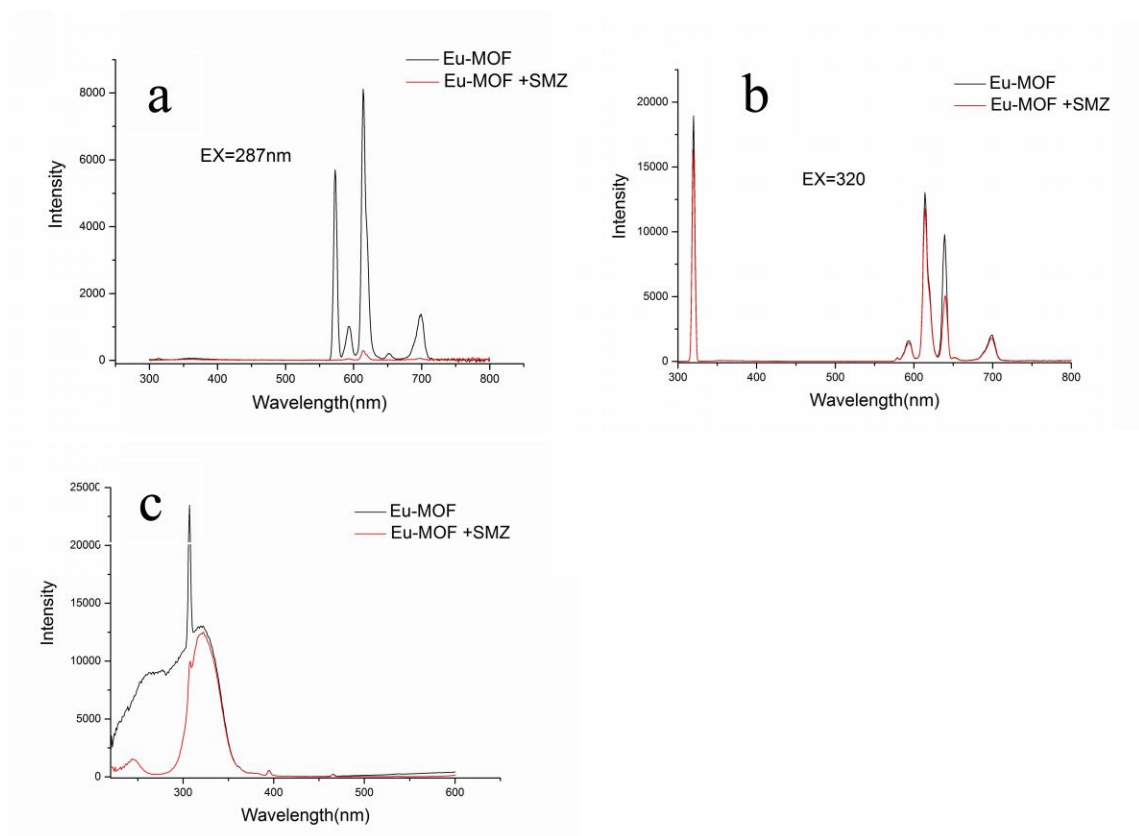 a
Eu-MOF
Eu-MOF +SMZ
EX=287nm
Intensity
8000
6000
4000
2000
0
300 400 500 600 700 800
Wavelength(nm)
b
Eu-MOF
Eu-MOF +SMZ
EX=320
Intensity
20000
15000
10000
5000
0
300 400 500 600 700 800
Wavelength(nm)
c
Eu-MOF
Eu-MOF +SMZ
Intensity
25000
20000
15000
10000
5000
0
300 400 500 600
Wavelength(nm)